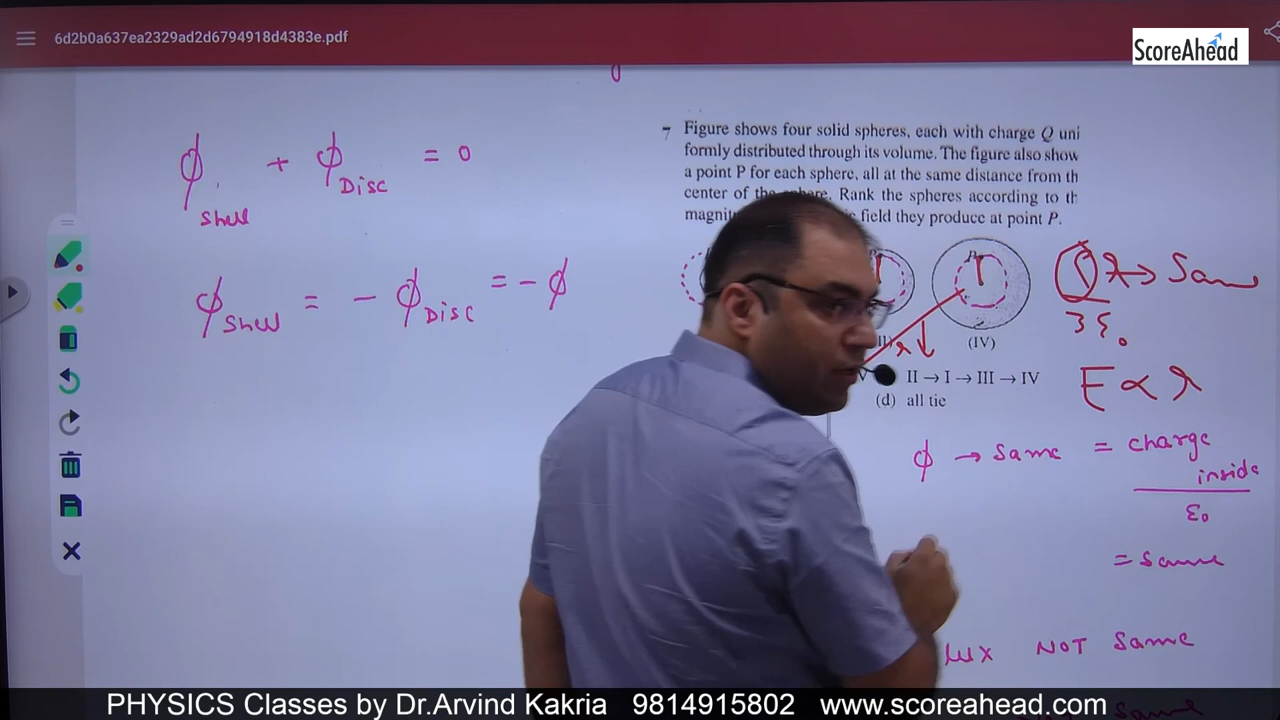 6d2b0a637ea2329ad2d6794918d4383e.pdf
ScoreAhead
ϕ Shell + ϕ Disc = 0
ϕ Shell = - ϕ Disc = - ϕ
7 Figure shows four solid spheres, each with charge Q uni
formly distributed through its volume. The figure also show
a point P for each sphere, all at the same distance from th
center of the sphere. Rank the spheres according to th
field they produce at point P.
(IV)
r → Same
3ε₀
r ↓
II → I → III → IV
(d) all tie
E ∝ r
ϕ → Same = charge inside
ε₀
= Same
NOT Same
PHYSICS Classes by Dr.Arvind Kakria 9814915802 www.scoreahead.com